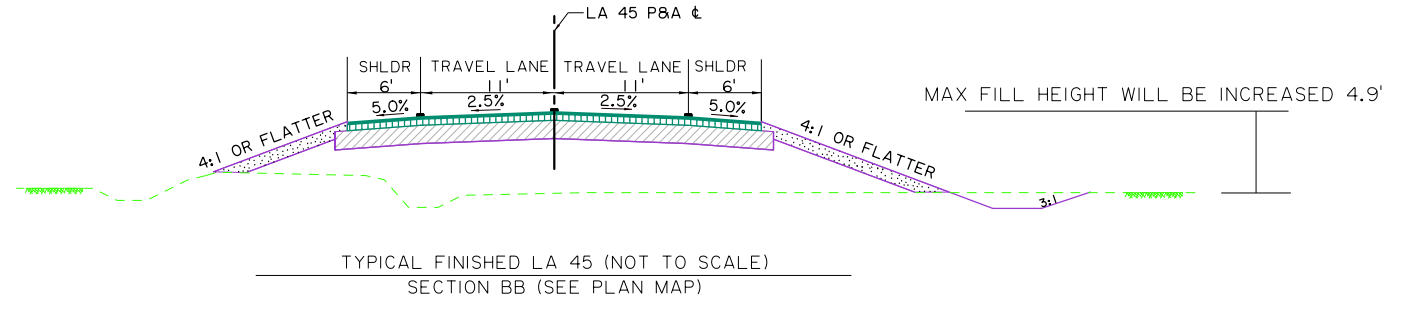 LA 45 P&A ℄
SHLDR TRAVEL LANE TRAVEL LANE SHLDR
6' 11' 11' 6'
5.0% 2.5% 2.5% 5.0%
MAX FILL HEIGHT WILL BE INCREASED 4.9'
4:1 OR FLATTER
4:1 OR FLATTER
3:1
TYPICAL FINISHED LA 45 (NOT TO SCALE)
SECTION BB (SEE PLAN MAP)